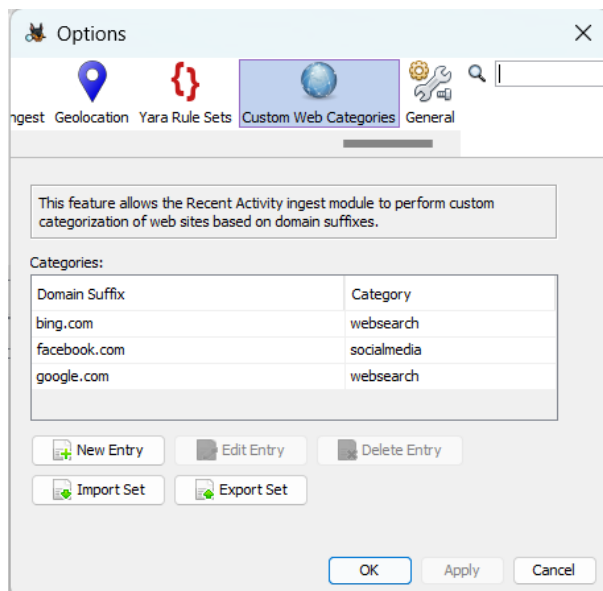 Options
ngest Geolocation Yara Rule Sets Custom Web Categories General
This feature allows the Recent Activity ingest module to perform custom
categorization of web sites based on domain suffixes.
Categories:
Domain Suffix Category
bing.com websearch
facebook.com socialmedia
google.com websearch
New Entry Edit Entry Delete Entry
Import Set Export Set
OK Apply Cancel